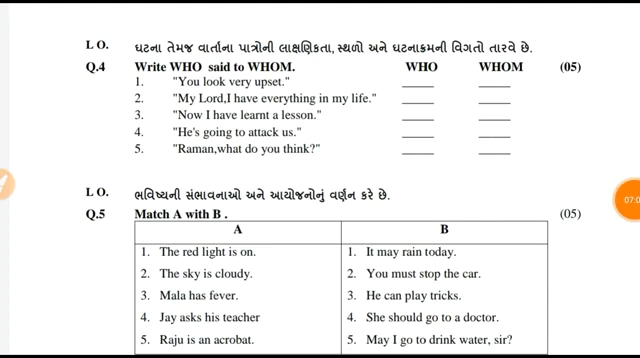 L O. ઘટના તેમજ વાર્તાના પાત્રોની લાક્ષણિકતા, સ્થળો અને ઘટનાક્રમની વિગતો તારવે છે.
Q.4 Write WHO said to WHOM. WHO WHOM (05)
1. "You look very upset."
2. "My Lord,I have everything in my life."
3. "Now I have learnt a lesson."
4. "He's going to attack us."
5. "Raman,what do you think?"
L O. ભવિષ્યની સંભાવનાઓ અને આયોજનોનું વર્ણન કરે છે.
Q.5 Match A with B . (05)
A B
1. The red light is on. 1. It may rain today.
2. The sky is cloudy. 2. You must stop the car.
3. Mala has fever. 3. He can play tricks.
4. Jay asks his teacher 4. She should go to a doctor.
5. Raju is an acrobat. 5. May I go to drink water, sir?